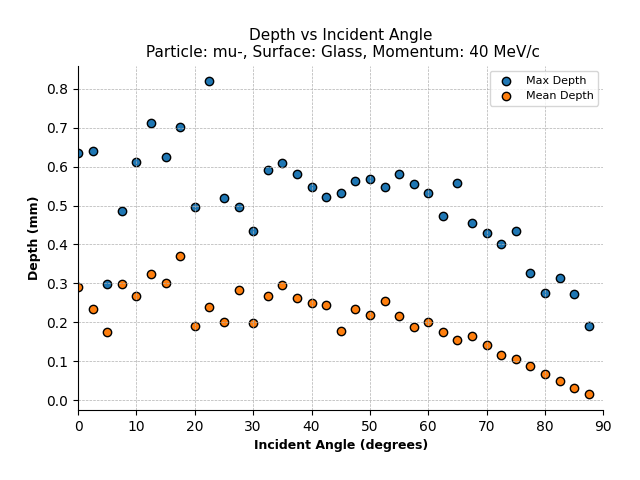 Depth vs Incident Angle
Particle: mu-, Surface: Glass, Momentum: 40 MeV/c
Max Depth
Mean Depth
0.8
0.7
0.6
0.5
0.4
0.3
0.2
0.1
0.0
Depth (mm)
0 10 20 30 40 50 60 70 80 90
Incident Angle (degrees)